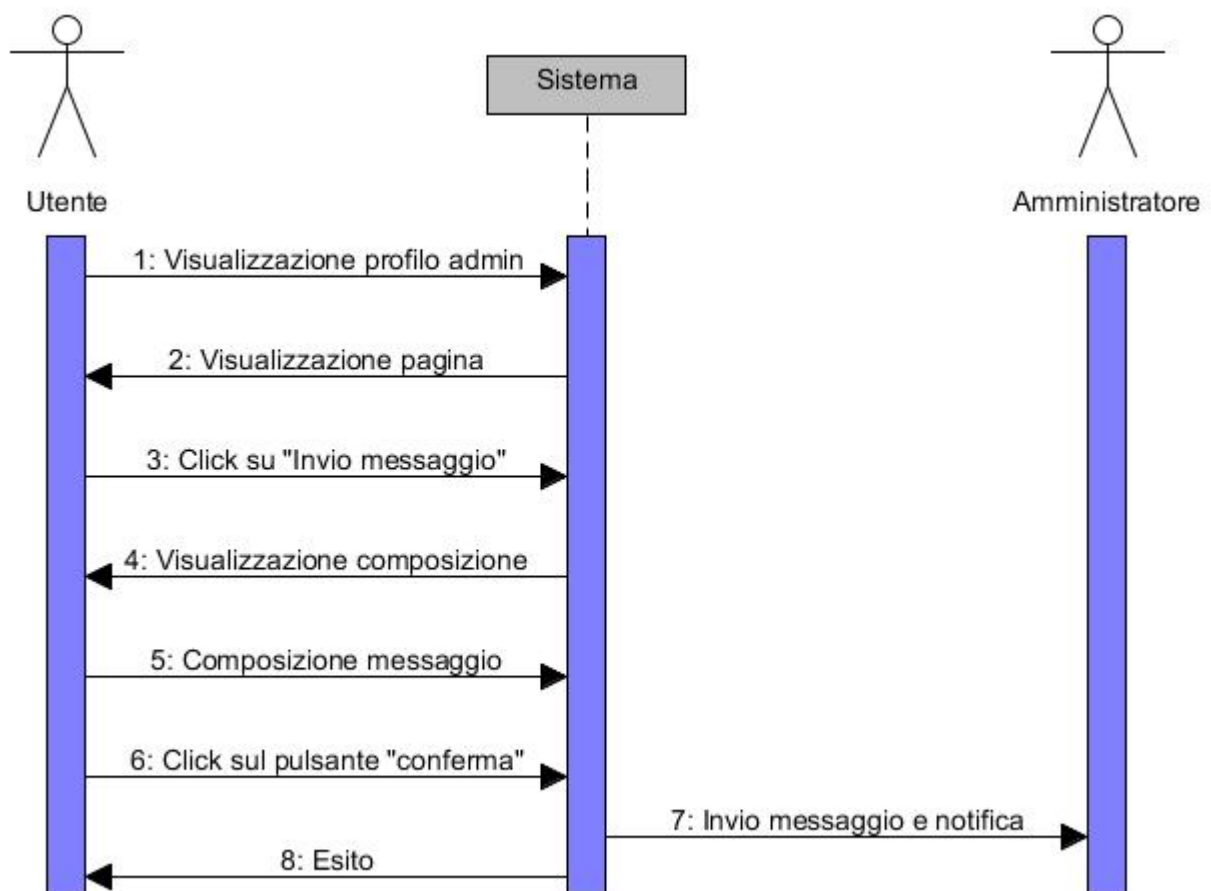 Sistema
Utente
Amministratore
1: Visualizzazione profilo admin
2: Visualizzazione pagina
3: Click su "Invio messaggio"
4: Visualizzazione composizione
5: Composizione messaggio
6: Click sul pulsante "conferma"
7: Invio messaggio e notifica
8: Esito